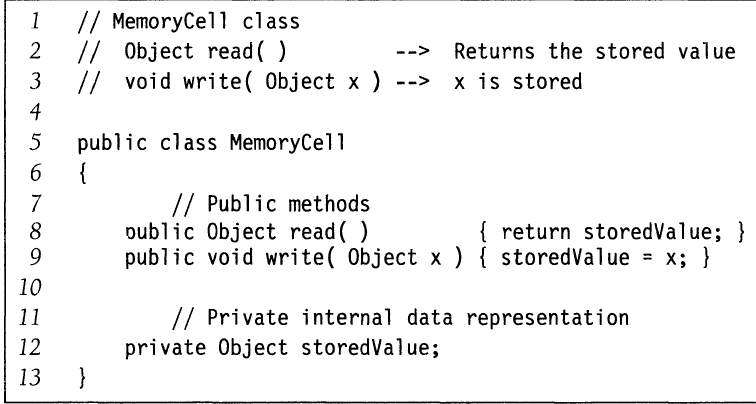 1 // MemoryCell class
2 // Object read( ) --> Returns the stored value
3 // void write( Object x ) --> x is stored
4
5 public class MemoryCell
6 {
7 // Public methods
8 public Object read( ) { return storedValue; }
9 public void write( Object x ) { storedValue = x; }
10
11 // Private internal data representation
12 private Object storedValue;
13 }